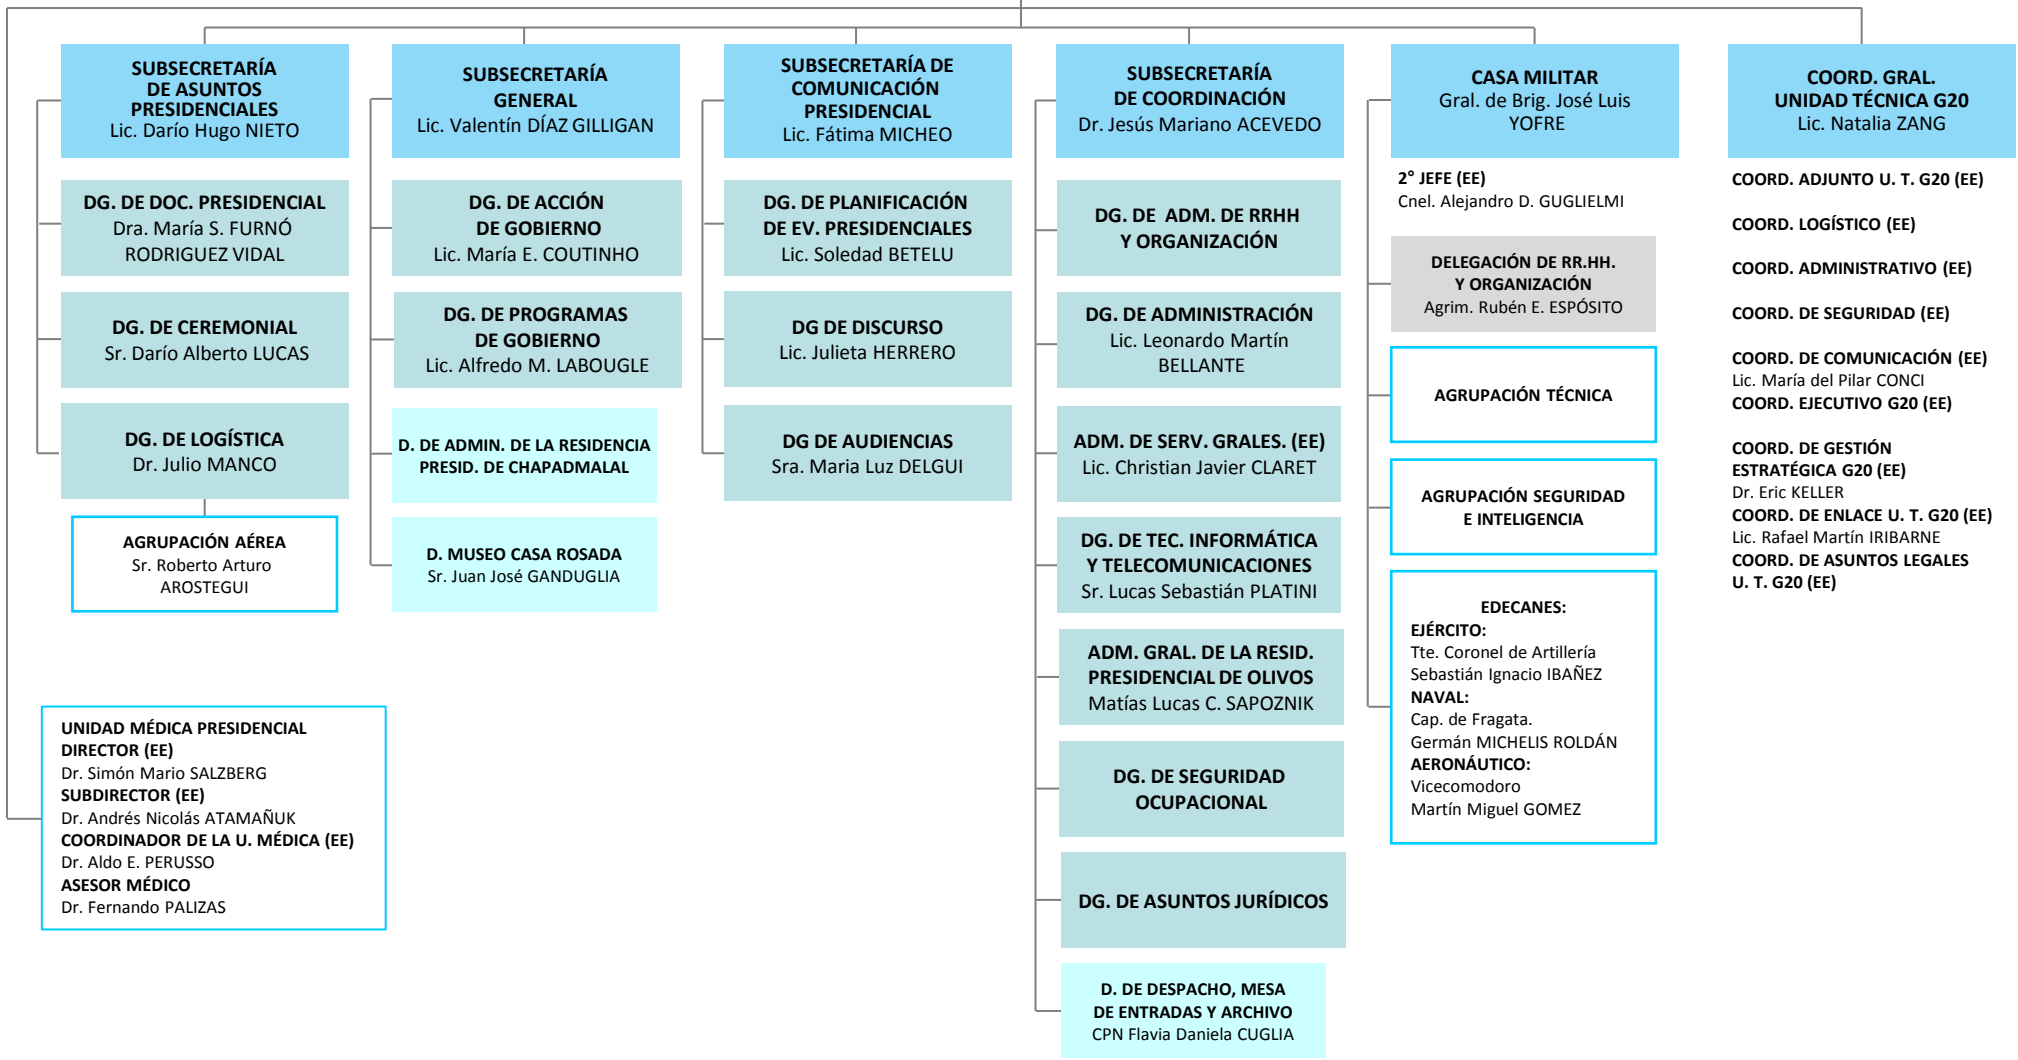 SUBSECRETARÍA
DE ASUNTOS
PRESIDENCIALES
Lic. Darío Hugo NIETO
DG. DE DOC. PRESIDENCIAL
Dra. María S. FURNÓ
RODRIGUEZ VIDAL
DG. DE CEREMONIAL
Sr. Darío Alberto LUCAS
DG. DE LOGÍSTICA
Dr. Julio MANCO
AGRUPACIÓN AÉREA
Sr. Roberto Arturo
AROSTEGUI
UNIDAD MÉDICA PRESIDENCIAL
DIRECTOR (EE)
Dr. Simón Mario SALZBERG
SUBDIRECTOR (EE)
Dr. Andrés Nicolás ATAMAÑUK
COORDINADOR DE LA U. MÉDICA (EE)
Dr. Aldo E. PERUSSO
ASESOR MÉDICO
Dr. Fernando PALIZAS
SUBSECRETARÍA
GENERAL
Lic. Valentín DÍAZ GILLIGAN
DG. DE ACCIÓN
DE GOBIERNO
Lic. María E. COUTINHO
DG. DE PROGRAMAS
DE GOBIERNO
Lic. Alfredo M. LABOUGLE
D. DE ADMIN. DE LA RESIDENCIA
PRESID. DE CHAPADMALAL
D. MUSEO CASA ROSADA
Sr. Juan José GANDUGLIA
SUBSECRETARÍA DE
COMUNICACIÓN
PRESIDENCIAL
Lic. Fátima MICHEO
DG. DE PLANIFICACIÓN
DE EV. PRESIDENCIALES
Lic. Soledad BETELU
DG DE DISCURSO
Lic. Julieta HERRERO
DG DE AUDIENCIAS
Sra. Maria Luz DELGUI
SUBSECRETARÍA
DE COORDINACIÓN
Dr. Jesús Mariano ACEVEDO
DG. DE ADM. DE RRHH
Y ORGANIZACIÓN
DG. DE ADMINISTRACIÓN
Lic. Leonardo Martín
BELLANTE
ADM. DE SERV. GRALES. (EE)
Lic. Christian Javier CLARET
DG. DE TEC. INFORMÁTICA
Y TELECOMUNICACIONES
Sr. Lucas Sebastián PLATINI
ADM. GRAL. DE LA RESID.
PRESIDENCIAL DE OLIVOS
Matías Lucas C. SAPOZNIK
DG. DE SEGURIDAD
OCUPACIONAL
DG. DE ASUNTOS JURÍDICOS
D. DE DESPACHO, MESA
DE ENTRADAS Y ARCHIVO
CPN Flavia Daniela CUGLIA
CASA MILITAR
Gral. de Brig. José Luis
YOFRE
2° JEFE (EE)
Cnel. Alejandro D. GUGLIELMI
DELEGACIÓN DE RR.HH.
Y ORGANIZACIÓN
Agrim. Rubén E. ESPÓSITO
AGRUPACIÓN TÉCNICA
AGRUPACIÓN SEGURIDAD
E INTELIGENCIA
EDECANES:
EJÉRCITO:
Tte. Coronel de Artillería
Sebastián Ignacio IBAÑEZ
NAVAL:
Cap. de Fragata.
Germán MICHELIS ROLDÁN
AERONÁUTICO:
Vicecomodoro
Martín Miguel GOMEZ
COORD. GRAL.
UNIDAD TÉCNICA G20
Lic. Natalia ZANG
COORD. ADJUNTO U. T. G20 (EE)
COORD. LOGÍSTICO (EE)
COORD. ADMINISTRATIVO (EE)
COORD. DE SEGURIDAD (EE)
COORD. DE COMUNICACIÓN (EE)
Lic. María del Pilar CONCI
COORD. EJECUTIVO G20 (EE)
COORD. DE GESTIÓN
ESTRATÉGICA G20 (EE)
Dr. Eric KELLER
COORD. DE ENLACE U. T. G20 (EE)
Lic. Rafael Martín IRIBARNE
COORD. DE ASUNTOS LEGALES
U. T. G20 (EE)